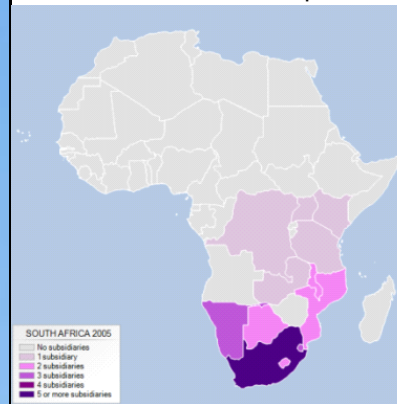 SOUTH AFRICA 2005
No subsidiaries
1 subsidiary
2 subsidiaries
3 subsidiaries
4 subsidiaries
5 or more subsidiaries